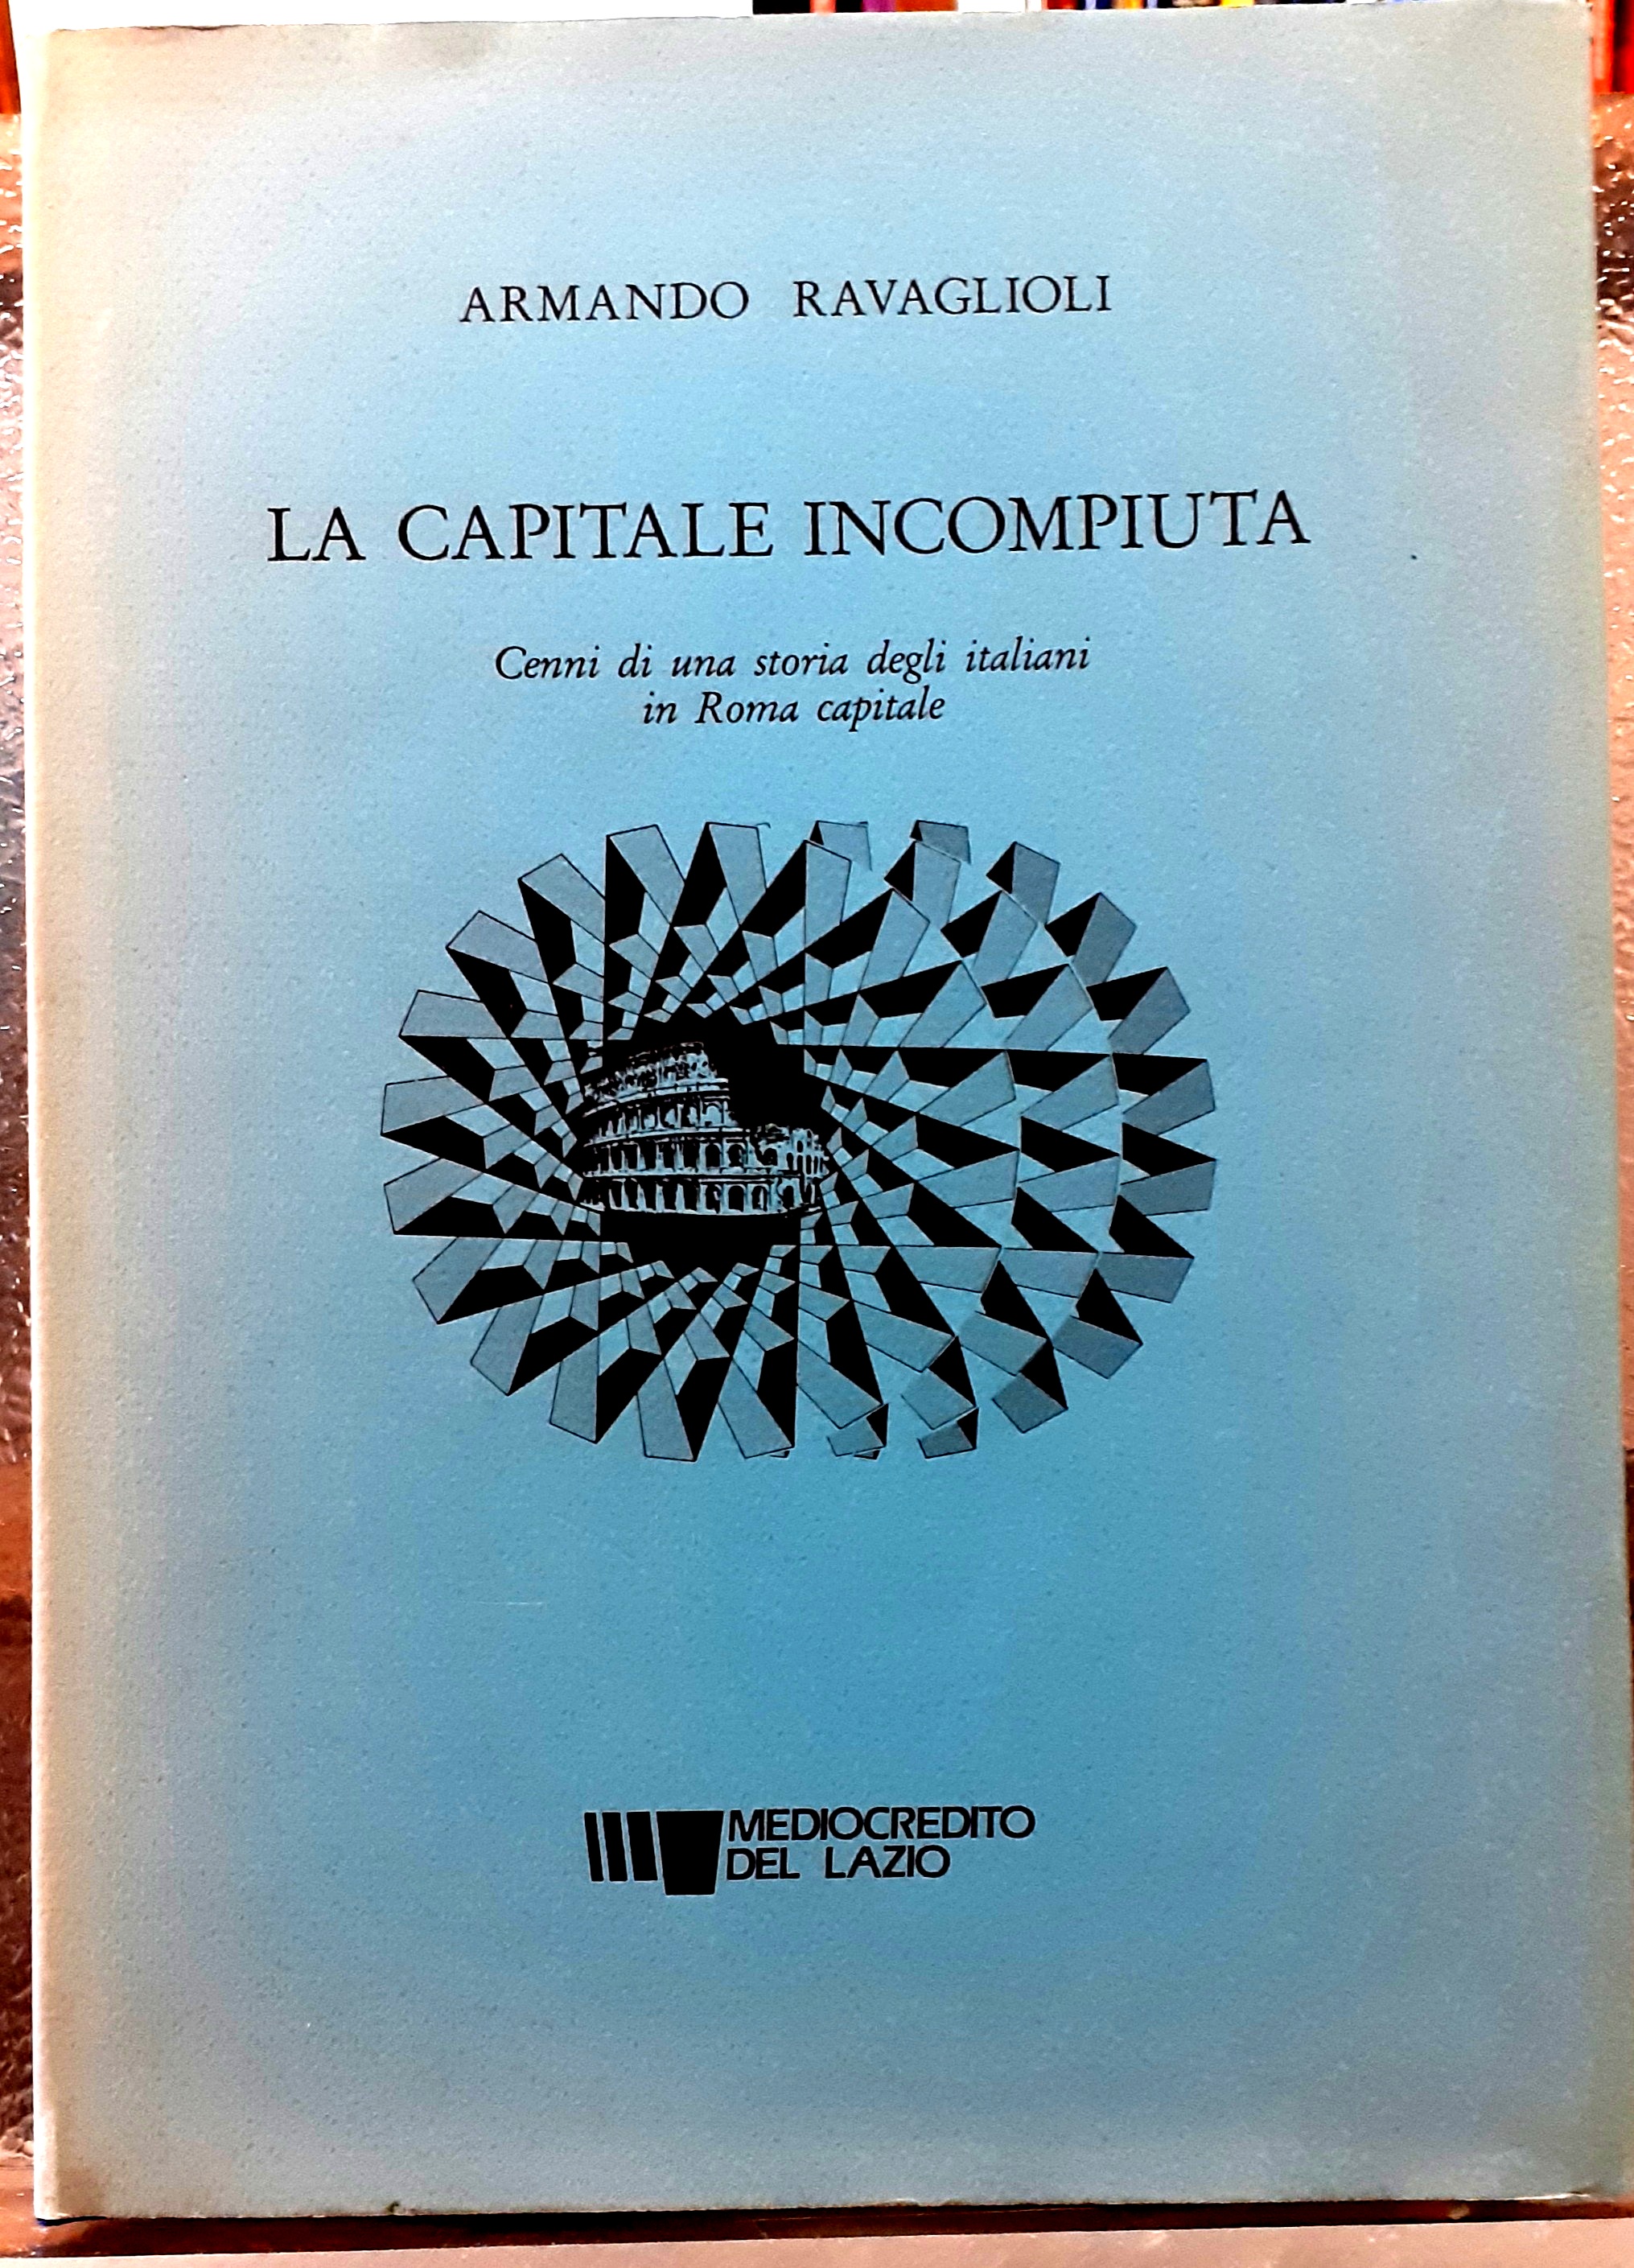 ARMANDO RAVAGLIOLI
LA CAPITALE INCOMPIUTA
Cenni di una storia degli italiani
in Roma capitale
MEDIOCREDITO
DEL LAZIO